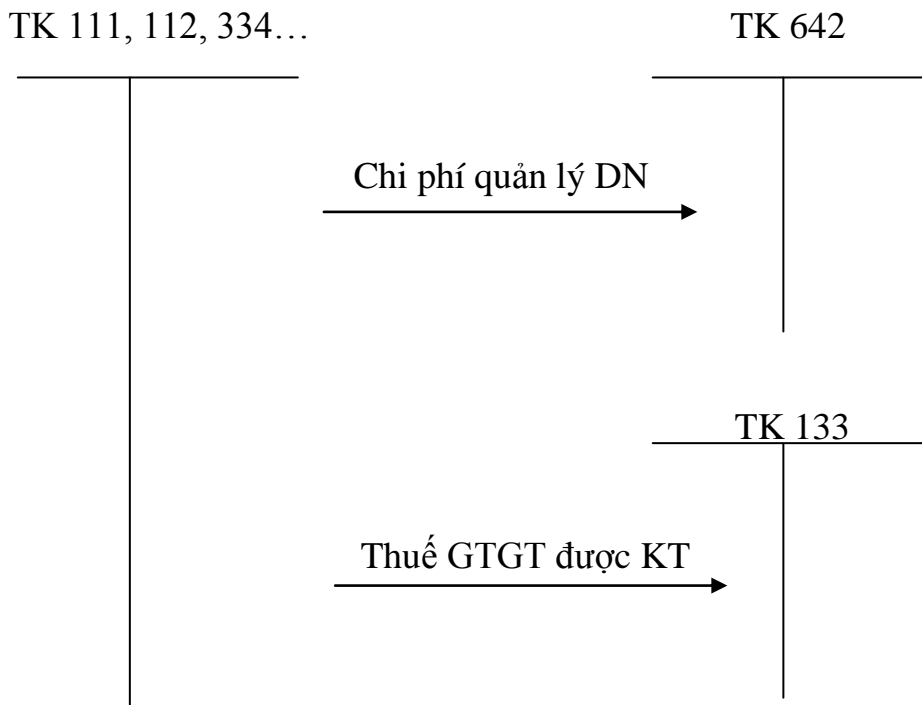 TK 111, 112, 334…
TK 642
Chi phí quản lý DN
TK 133
Thuế GTGT được KT